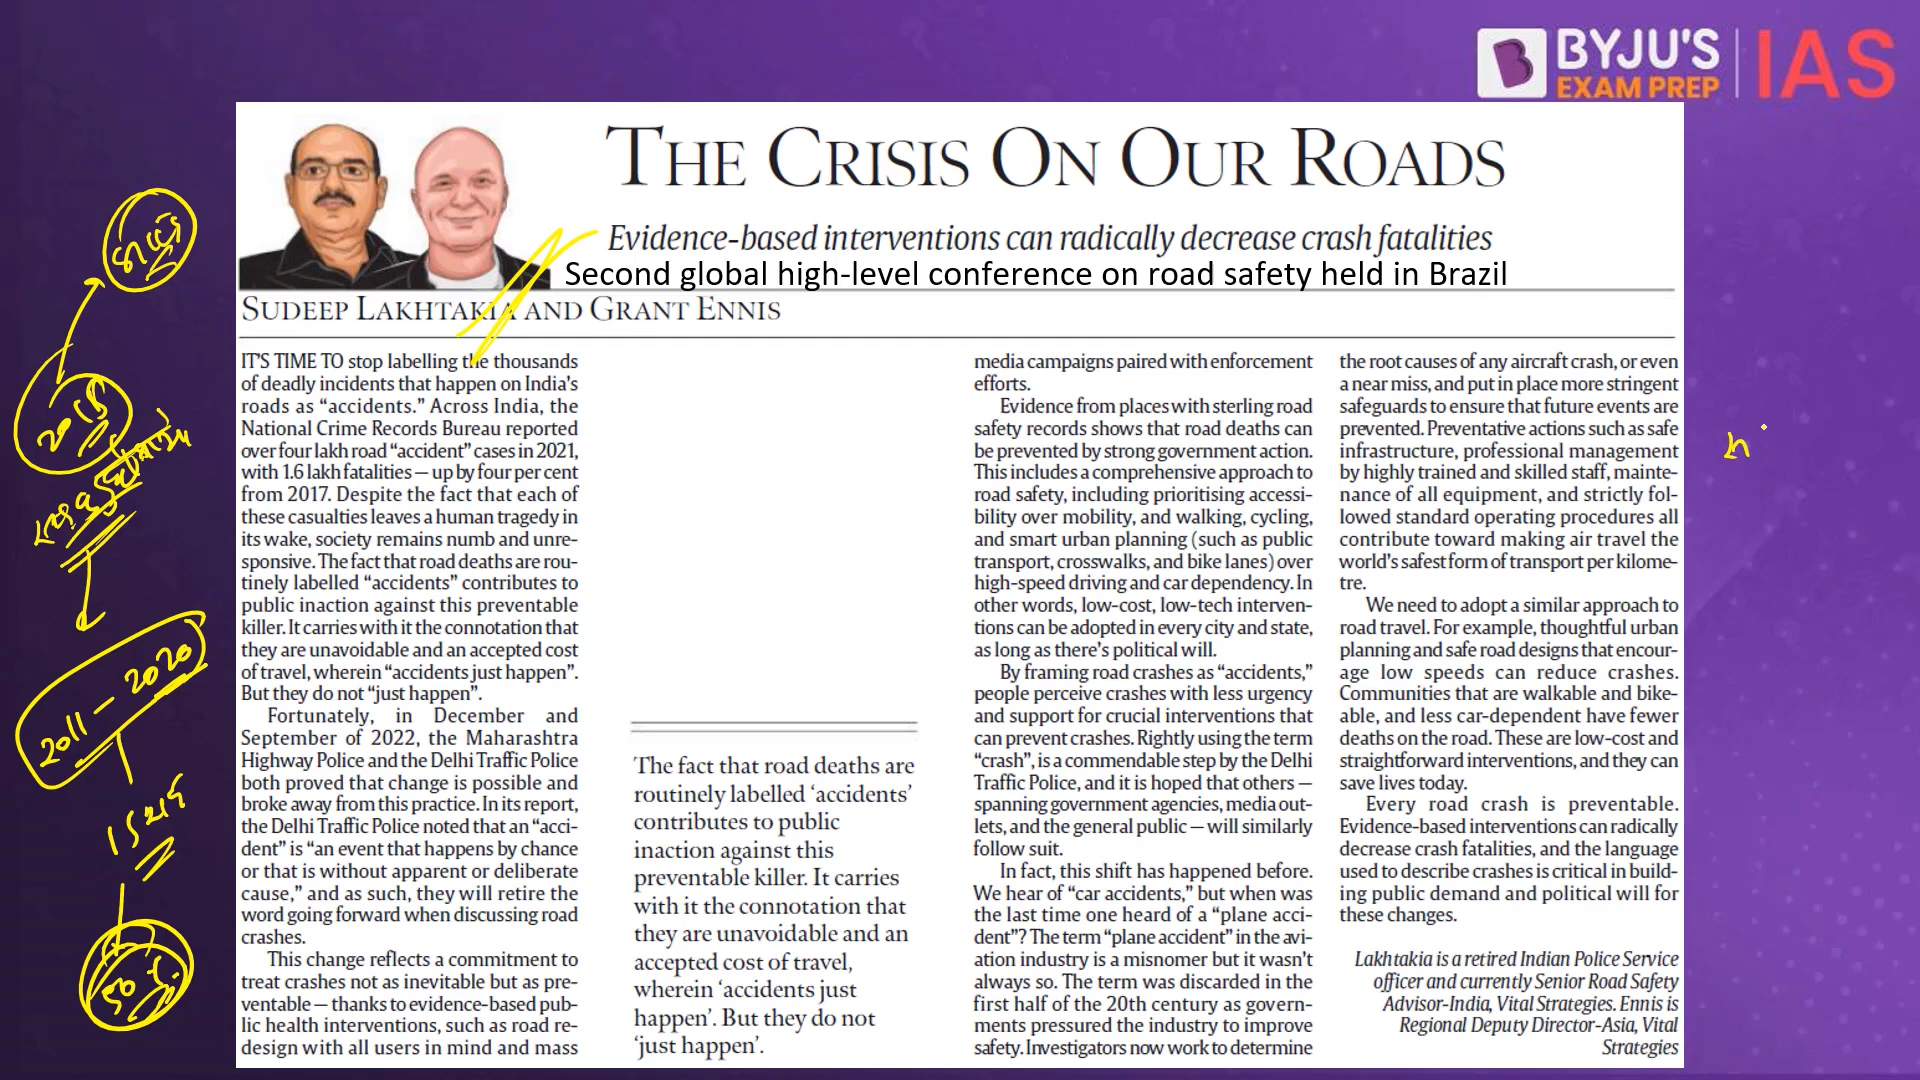 BYJU'S
EXAM PREP
IAS
THE CRISIS ON OUR ROADS
Evidence-based interventions can radically decrease crash fatalities
Second global high-level conference on road safety held in Brazil
SUDEEP LAKHTAKIA AND GRANT ENNIS
IT'S TIME TO stop labelling the thousands
of deadly incidents that happen on India's
roads as “accidents.” Across India, the
National Crime Records Bureau reported
over four lakh road “accident” cases in 2021,
with 1.6 lakh fatalities — up by four per cent
from 2017. Despite the fact that each of
these casualties leaves a human tragedy in
its wake, society remains numb and unre-
sponsive. The fact that road deaths are rou-
tinely labelled “accidents” contributes to
public inaction against this preventable
killer. It carries with it the connotation that
they are unavoidable and an accepted cost
of travel, wherein “accidents just happen”.
But they do not “just happen”.
Fortunately, in December and
September of 2022, the Maharashtra
Highway Police and the Delhi Traffic Police
both proved that change is possible and
broke away from this practice. In its report,
the Delhi Traffic Police noted that an “acci-
dent” is “an event that happens by chance
or that is without apparent or deliberate
cause,” and as such, they will retire the
word going forward when discussing road
crashes.
This change reflects a commitment to
treat crashes not as inevitable but as pre-
ventable — thanks to evidence-based pub-
lic health interventions, such as road re-
design with all users in mind and mass
The fact that road deaths are
routinely labelled ‘accidents’
contributes to public
inaction against this
preventable killer. It carries
with it the connotation that
they are unavoidable and an
accepted cost of travel,
wherein ‘accidents just
happen’. But they do not
‘just happen’.
media campaigns paired with enforcement
efforts.
Evidence from places with sterling road
safety records shows that road deaths can
be prevented by strong government action.
This includes a comprehensive approach to
road safety, including prioritising accessi-
bility over mobility, and walking, cycling,
and smart urban planning (such as public
transport, crosswalks, and bike lanes) over
high-speed driving and car dependency. In
other words, low-cost, low-tech interven-
tions can be adopted in every city and state,
as long as there's political will.
By framing road crashes as “accidents,”
people perceive crashes with less urgency
and support for crucial interventions that
can prevent crashes. Rightly using the term
“crash”, is a commendable step by the Delhi
Traffic Police, and it is hoped that others —
spanning government agencies, media out-
lets, and the general public — will similarly
follow suit.
In fact, this shift has happened before.
We hear of “car accidents,” but when was
the last time one heard of a “plane acci-
dent”? The term “plane accident” in the avi-
ation industry is a misnomer but it wasn't
always so. The term was discarded in the
first half of the 20th century as govern-
ments pressured the industry to improve
safety. Investigators now work to determine
the root causes of any aircraft crash, or even
a near miss, and put in place more stringent
safeguards to ensure that future events are
prevented. Preventative actions such as safe
infrastructure, professional management
by highly trained and skilled staff, mainte-
nance of all equipment, and strictly fol-
lowed standard operating procedures all
contribute toward making air travel the
world's safest form of transport per kilome-
tre.
We need to adopt a similar approach to
road travel. For example, thoughtful urban
planning and safe road designs that encour-
age low speeds can reduce crashes.
Communities that are walkable and bike-
able, and less car-dependent have fewer
deaths on the road. These are low-cost and
straightforward interventions, and they can
save lives today.
Every road crash is preventable.
Evidence-based interventions can radically
decrease crash fatalities, and the language
used to describe crashes is critical in build-
ing public demand and political will for
these changes.
Lakhtakia is a retired Indian Police Service
officer and currently Senior Road Safety
Advisor-India, Vital Strategies. Ennis is
Regional Deputy Director-Asia, Vital
Strategies
2015
2011 - 2020